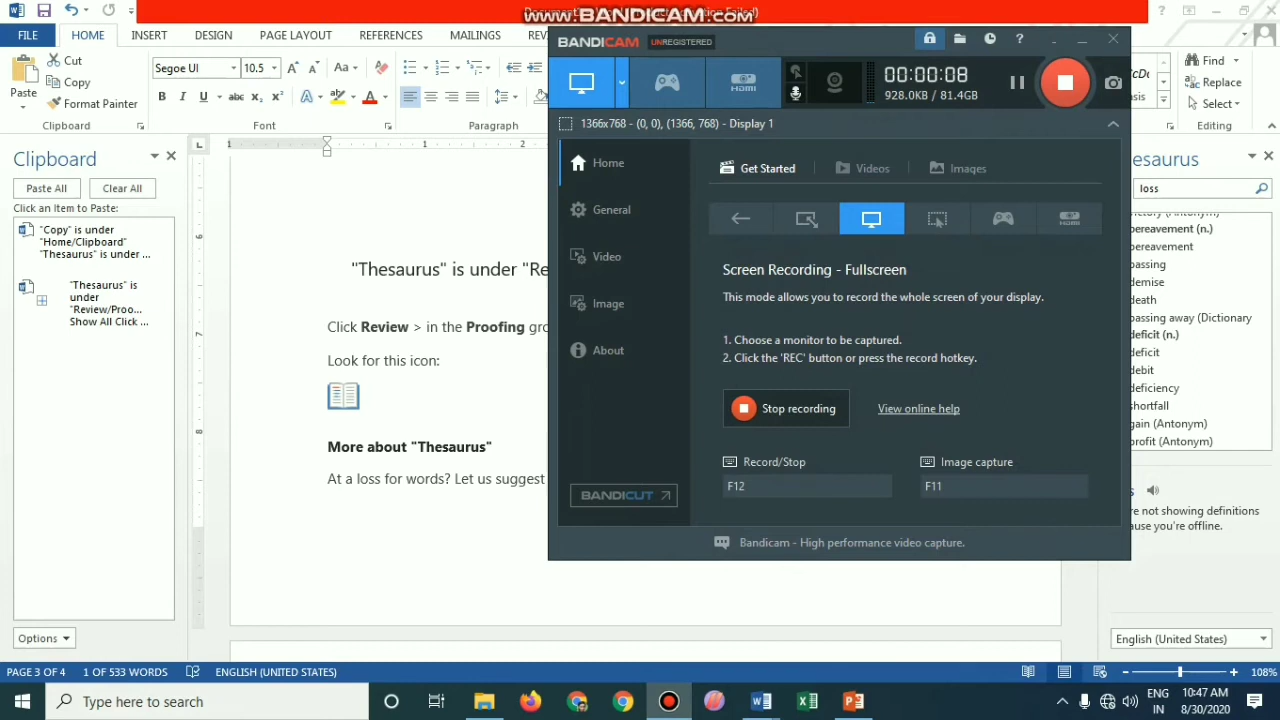 www.BANDICAM.com
FILE HOME INSERT DESIGN PAGE LAYOUT REFERENCES MAILINGS
Cut
Copy
Format Painter
Paste
Clipboard
Segoe UI 10.5
Font
Paragraph
Find
Replace
Select
Editing
BANDICAM UNREGISTERED
00:00:08
928.0KB / 81.4GB
1366x768 - (0, 0), (1366, 768) - Display 1
Home
General
Video
Image
About
BANDICUT
Get Started Videos Images
Screen Recording - Fullscreen
This mode allows you to record the whole screen of your display.
1. Choose a monitor to be captured.
2. Click the 'REC' button or press the record hotkey.
Stop recording View online help
Record/Stop Image capture
F12 F11
Bandicam - High performance video capture.
Clipboard
Paste All Clear All
Click an Item to Paste:
"Copy" is under
"Home/Clipboard"
"Thesaurus" is under ...
"Thesaurus" is
under
"Review/Proo...
Show All Click ...
Options
"Thesaurus" is under "Re
Click Review > in the Proofing gro
Look for this icon:
More about "Thesaurus"
At a loss for words? Let us suggest
esaurus
loss
bereavement (n.)
bereavement
passing
demise
death
passing away (Dictionary
deficit (n.)
deficit
debit
deficiency
shortfall
gain (Antonym)
profit (Antonym)
re not showing definitions
ause you're offline.
English (United States)
PAGE 3 OF 4 1 OF 533 WORDS ENGLISH (UNITED STATES) 108%
Type here to search
ENG
IN
10:47 AM
8/30/2020